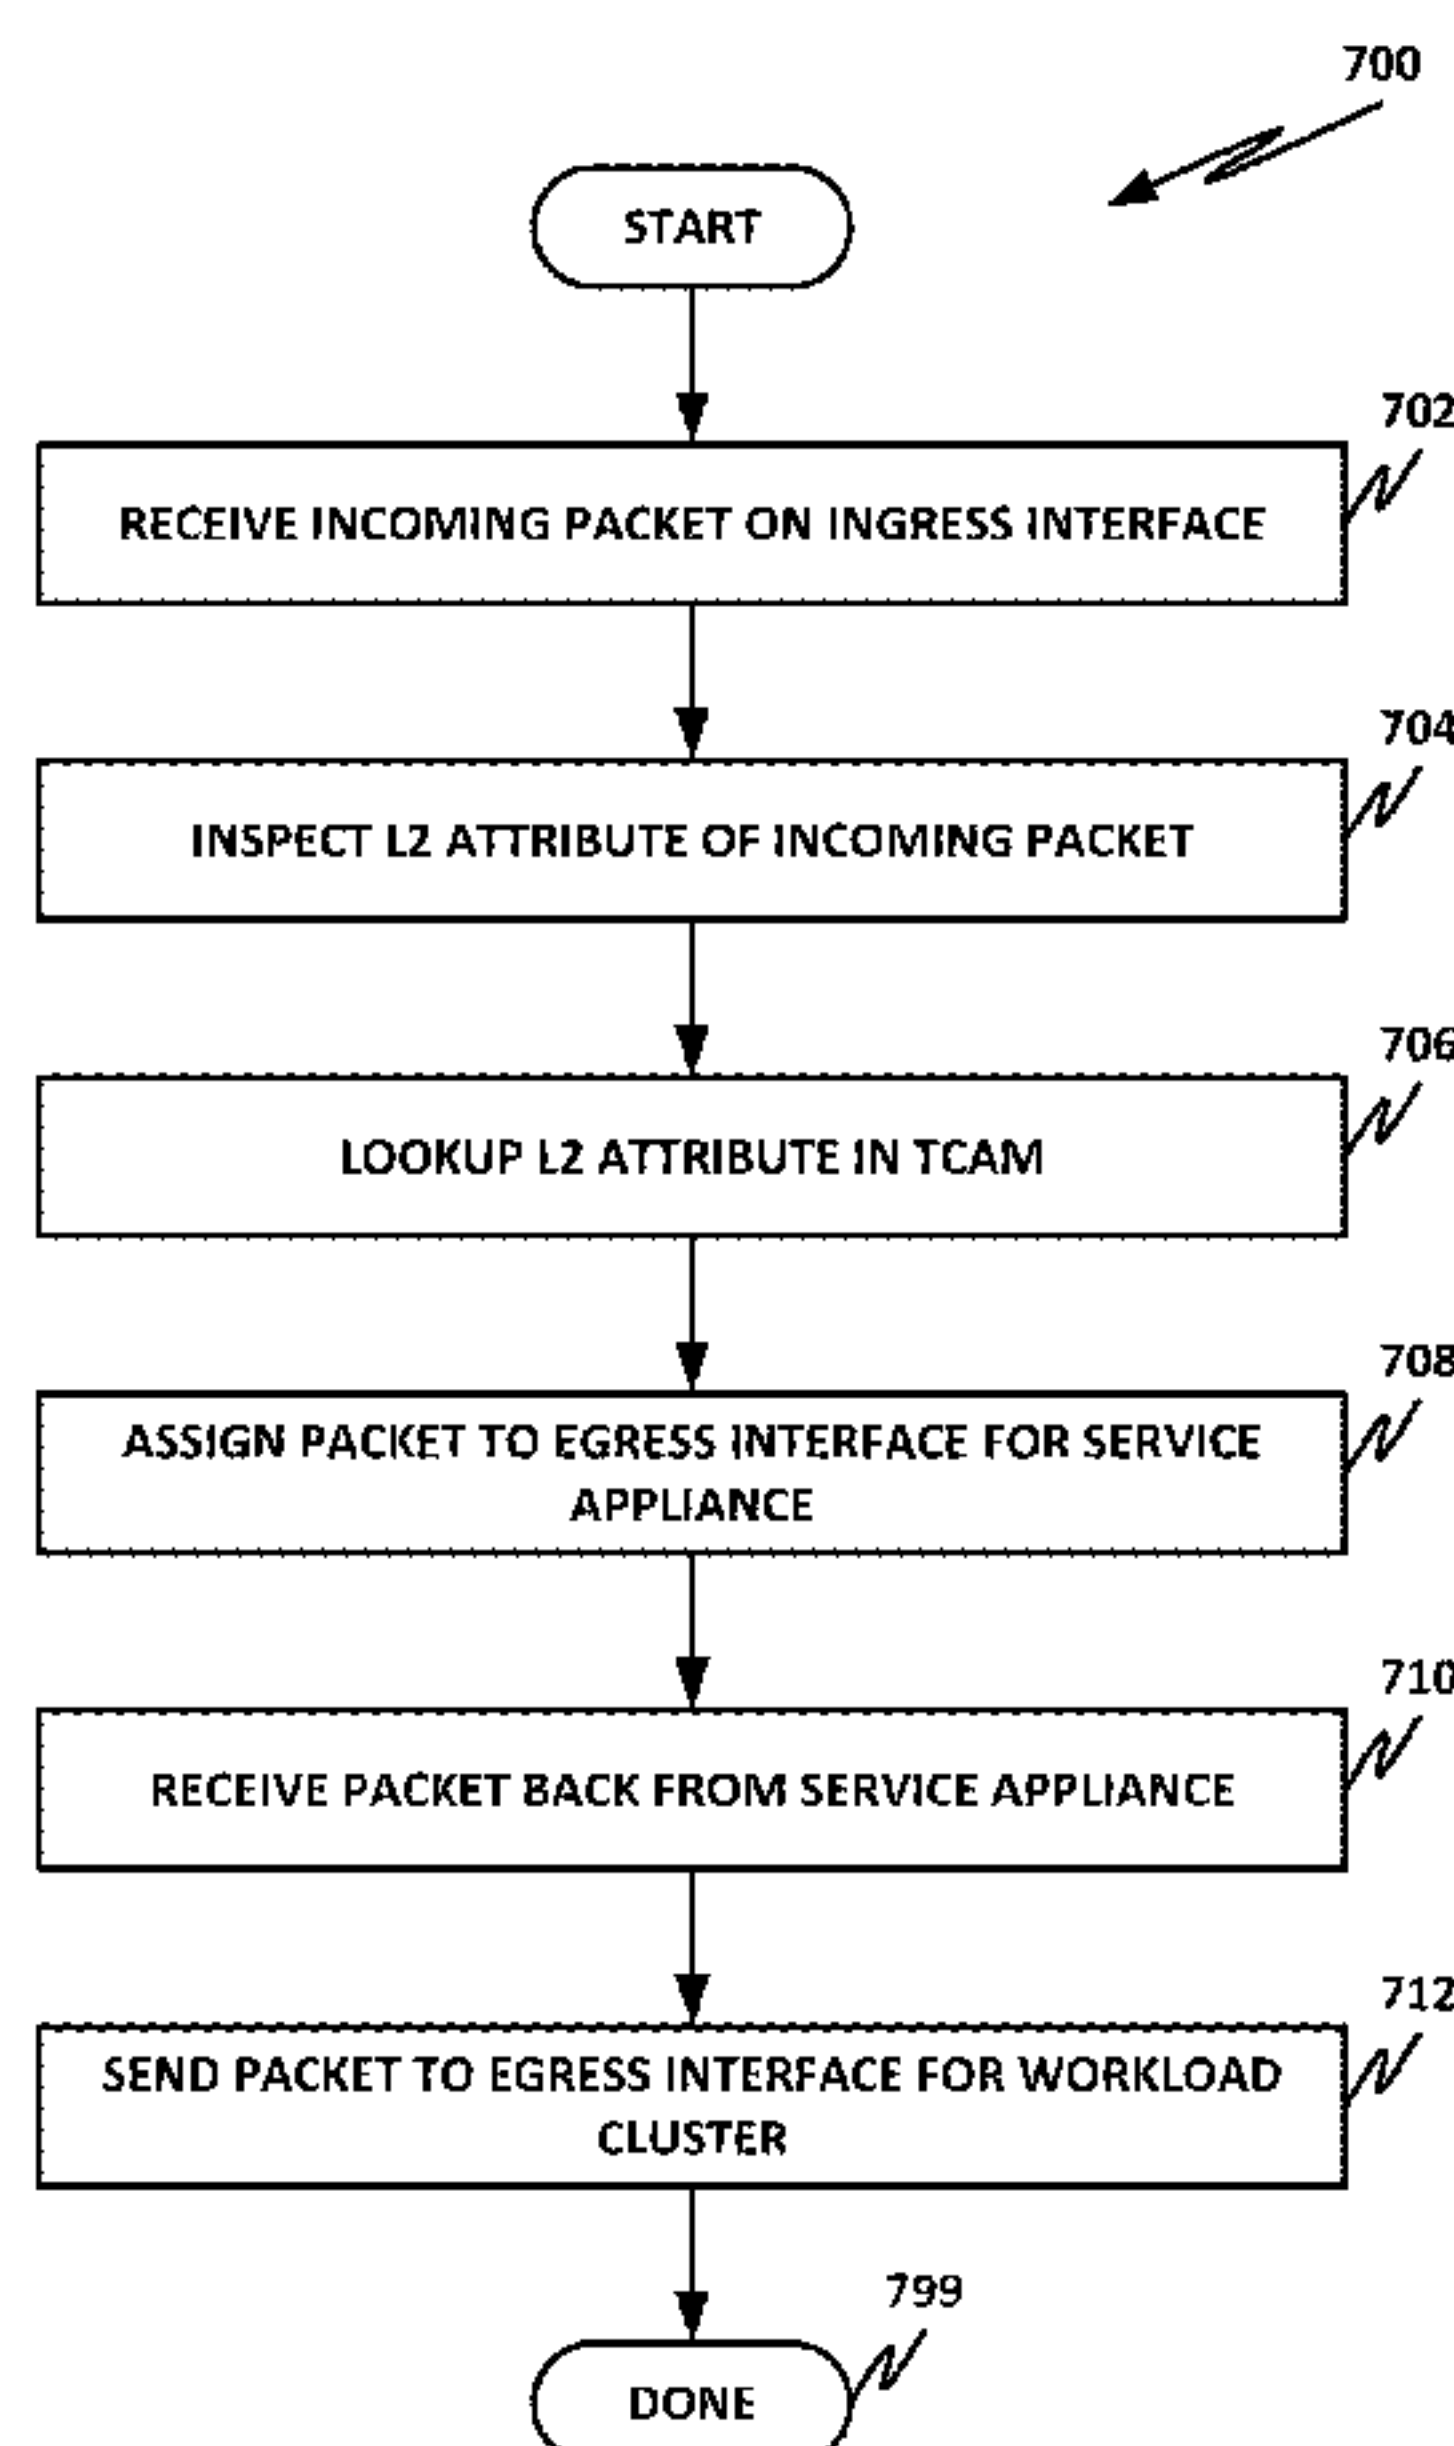 700
START
702
RECEIVE INCOMING PACKET ON INGRESS INTERFACE
704
INSPECT L2 ATTRIBUTE OF INCOMING PACKET
706
LOOKUP L2 ATTRIBUTE IN TCAM
708
ASSIGN PACKET TO EGRESS INTERFACE FOR SERVICE
APPLIANCE
710
RECEIVE PACKET BACK FROM SERVICE APPLIANCE
712
SEND PACKET TO EGRESS INTERFACE FOR WORKLOAD
CLUSTER
799
DONE